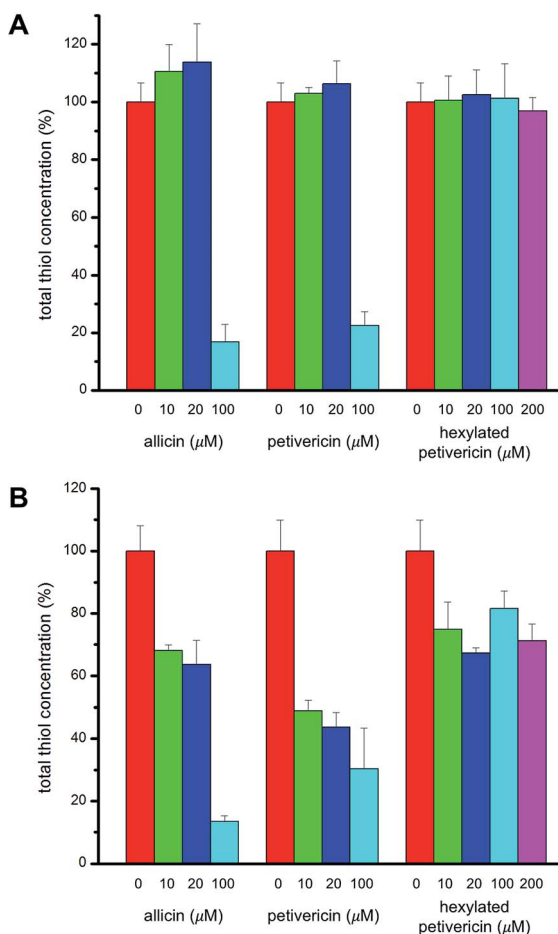 A
120
100
80
60
40
20
0
total thiol concentration (%)
0 10 20 100 0 10 20 100 0 10 20 100 200
allicin (μM) petivericin (μM) hexylated
petivericin (μM)
B
120
100
80
60
40
20
0
total thiol concentration (%)
0 10 20 100 0 10 20 100 0 10 20 100 200
allicin (μM) petivericin (μM) hexylated
petivericin (μM)